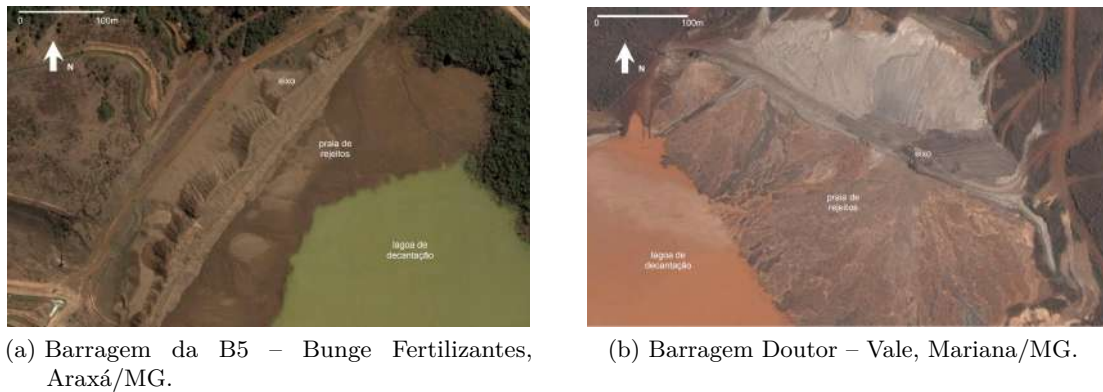 0 100m
N
eixo
praia de
rejeitos
lagoa de
decantação
(a) Barragem da B5 – Bunge Fertilizantes,
Araxá/MG.
0 100m
N
eixo
praia de
rejeitos
lagoa de
decantação
(b) Barragem Doutor – Vale, Mariana/MG.